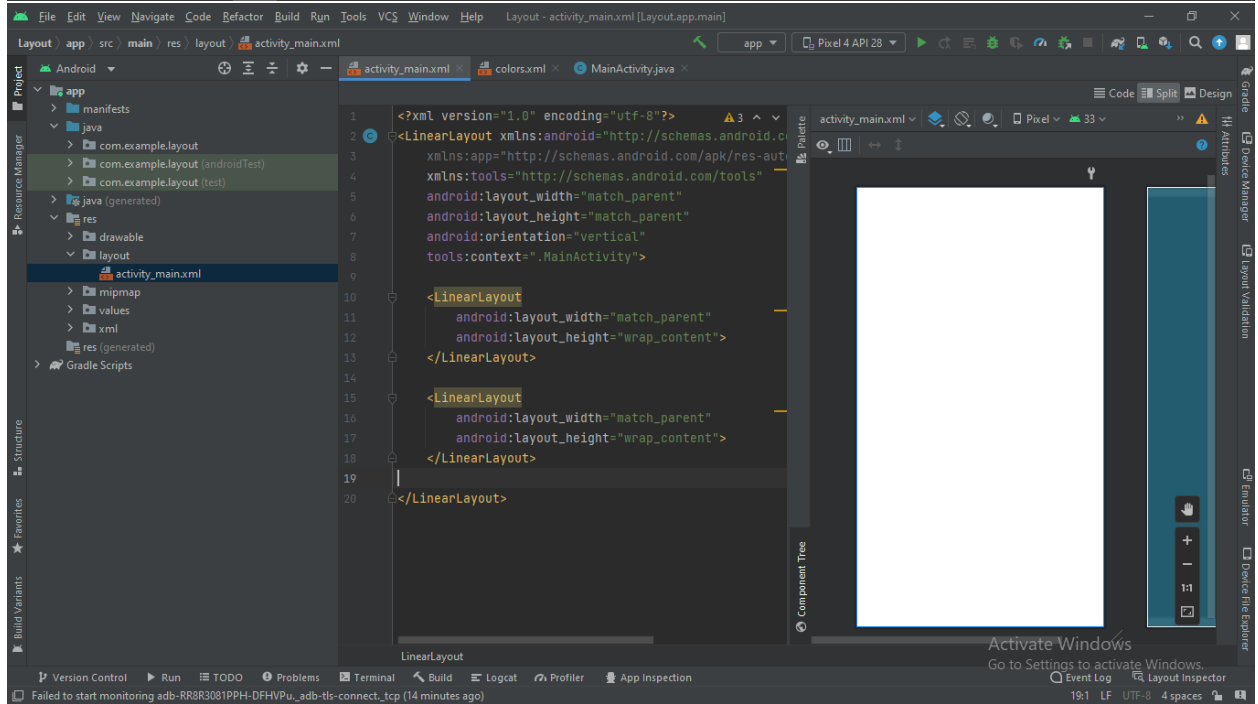 File Edit View Navigate Code Refactor Build Run Tools VCS Window Help Layout - activity_main.xml [Layout.app.main]
Layout app src main res layout activity_main.xml app Pixel 4 API 28
Android activity_main.xml colors.xml MainActivity.java
Code Split Design
app
manifests
java
com.example.layout
com.example.layout (androidTest)
com.example.layout (test)
java (generated)
res
drawable
layout
activity_main.xml
mipmap
values
xml
res (generated)
Gradle Scripts
Project
Resource Manager
Structure
Favorites
Build Variants
1 <?xml version="1.0" encoding="utf-8"?> 3
2 <LinearLayout xmlns:android="http://schemas.android.co
3 xmlns:app="http://schemas.android.com/apk/res-aut
4 xmlns:tools="http://schemas.android.com/tools"
5 android:layout_width="match_parent"
6 android:layout_height="match_parent"
7 android:orientation="vertical"
8 tools:context=".MainActivity">
9
10 <LinearLayout
11 android:layout_width="match_parent"
12 android:layout_height="wrap_content">
13 </LinearLayout>
14
15 <LinearLayout
16 android:layout_width="match_parent"
17 android:layout_height="wrap_content">
18 </LinearLayout>
19
20 </LinearLayout>
LinearLayout
Palette
Component Tree
activity_main.xml Pixel 33
1:1
Gradle
Attributes
Device Manager
Layout Validation
Emulator
Device File Explorer
Activate Windows
Go to Settings to activate Windows.
Version Control Run TODO Problems Terminal Build Logcat Profiler App Inspection Event Log Layout Inspector
Failed to start monitoring adb-RR8R3081PPH-DFHVPu._adb-tls-connect._tcp (14 minutes ago) 19:1 LF UTF-8 4 spaces